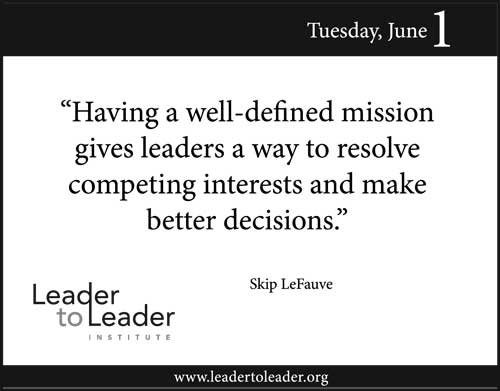 Tuesday, June 1
“Having a well-defined mission
gives leaders a way to resolve
competing interests and make
better decisions.”
Skip LeFauve
Leader
to Leader
INSTITUTE
www.leadertoleader.org